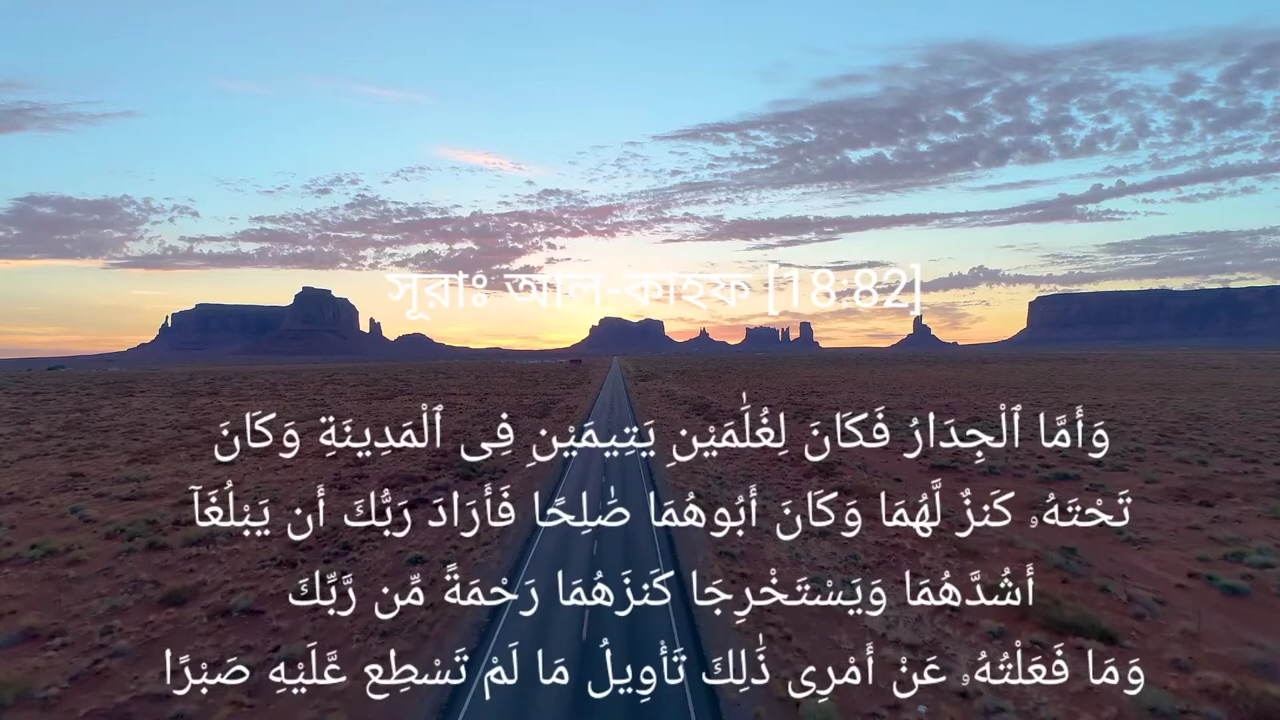 সূরাঃ আল-কাহফ [18:82]
وَأَمَّا ٱلْجِدَارُ فَكَانَ لِغُلَٰمَيْنِ يَتِيمَيْنِ فِى ٱلْمَدِينَةِ وَكَانَ
تَحْتَهُۥ كَنزٌ لَّهُمَا وَكَانَ أَبُوهُمَا صَٰلِحًا فَأَرَادَ رَبُّكَ أَن يَبْلُغَآ
أَشُدَّهُمَا وَيَسْتَخْرِجَا كَنزَهُمَا رَحْمَةً مِّن رَّبِّكَ
وَمَا فَعَلْتُهُۥ عَنْ أَمْرِى ذَٰلِكَ تَأْوِيلُ مَا لَمْ تَسْطِع عَّلَيْهِ صَبْرًا